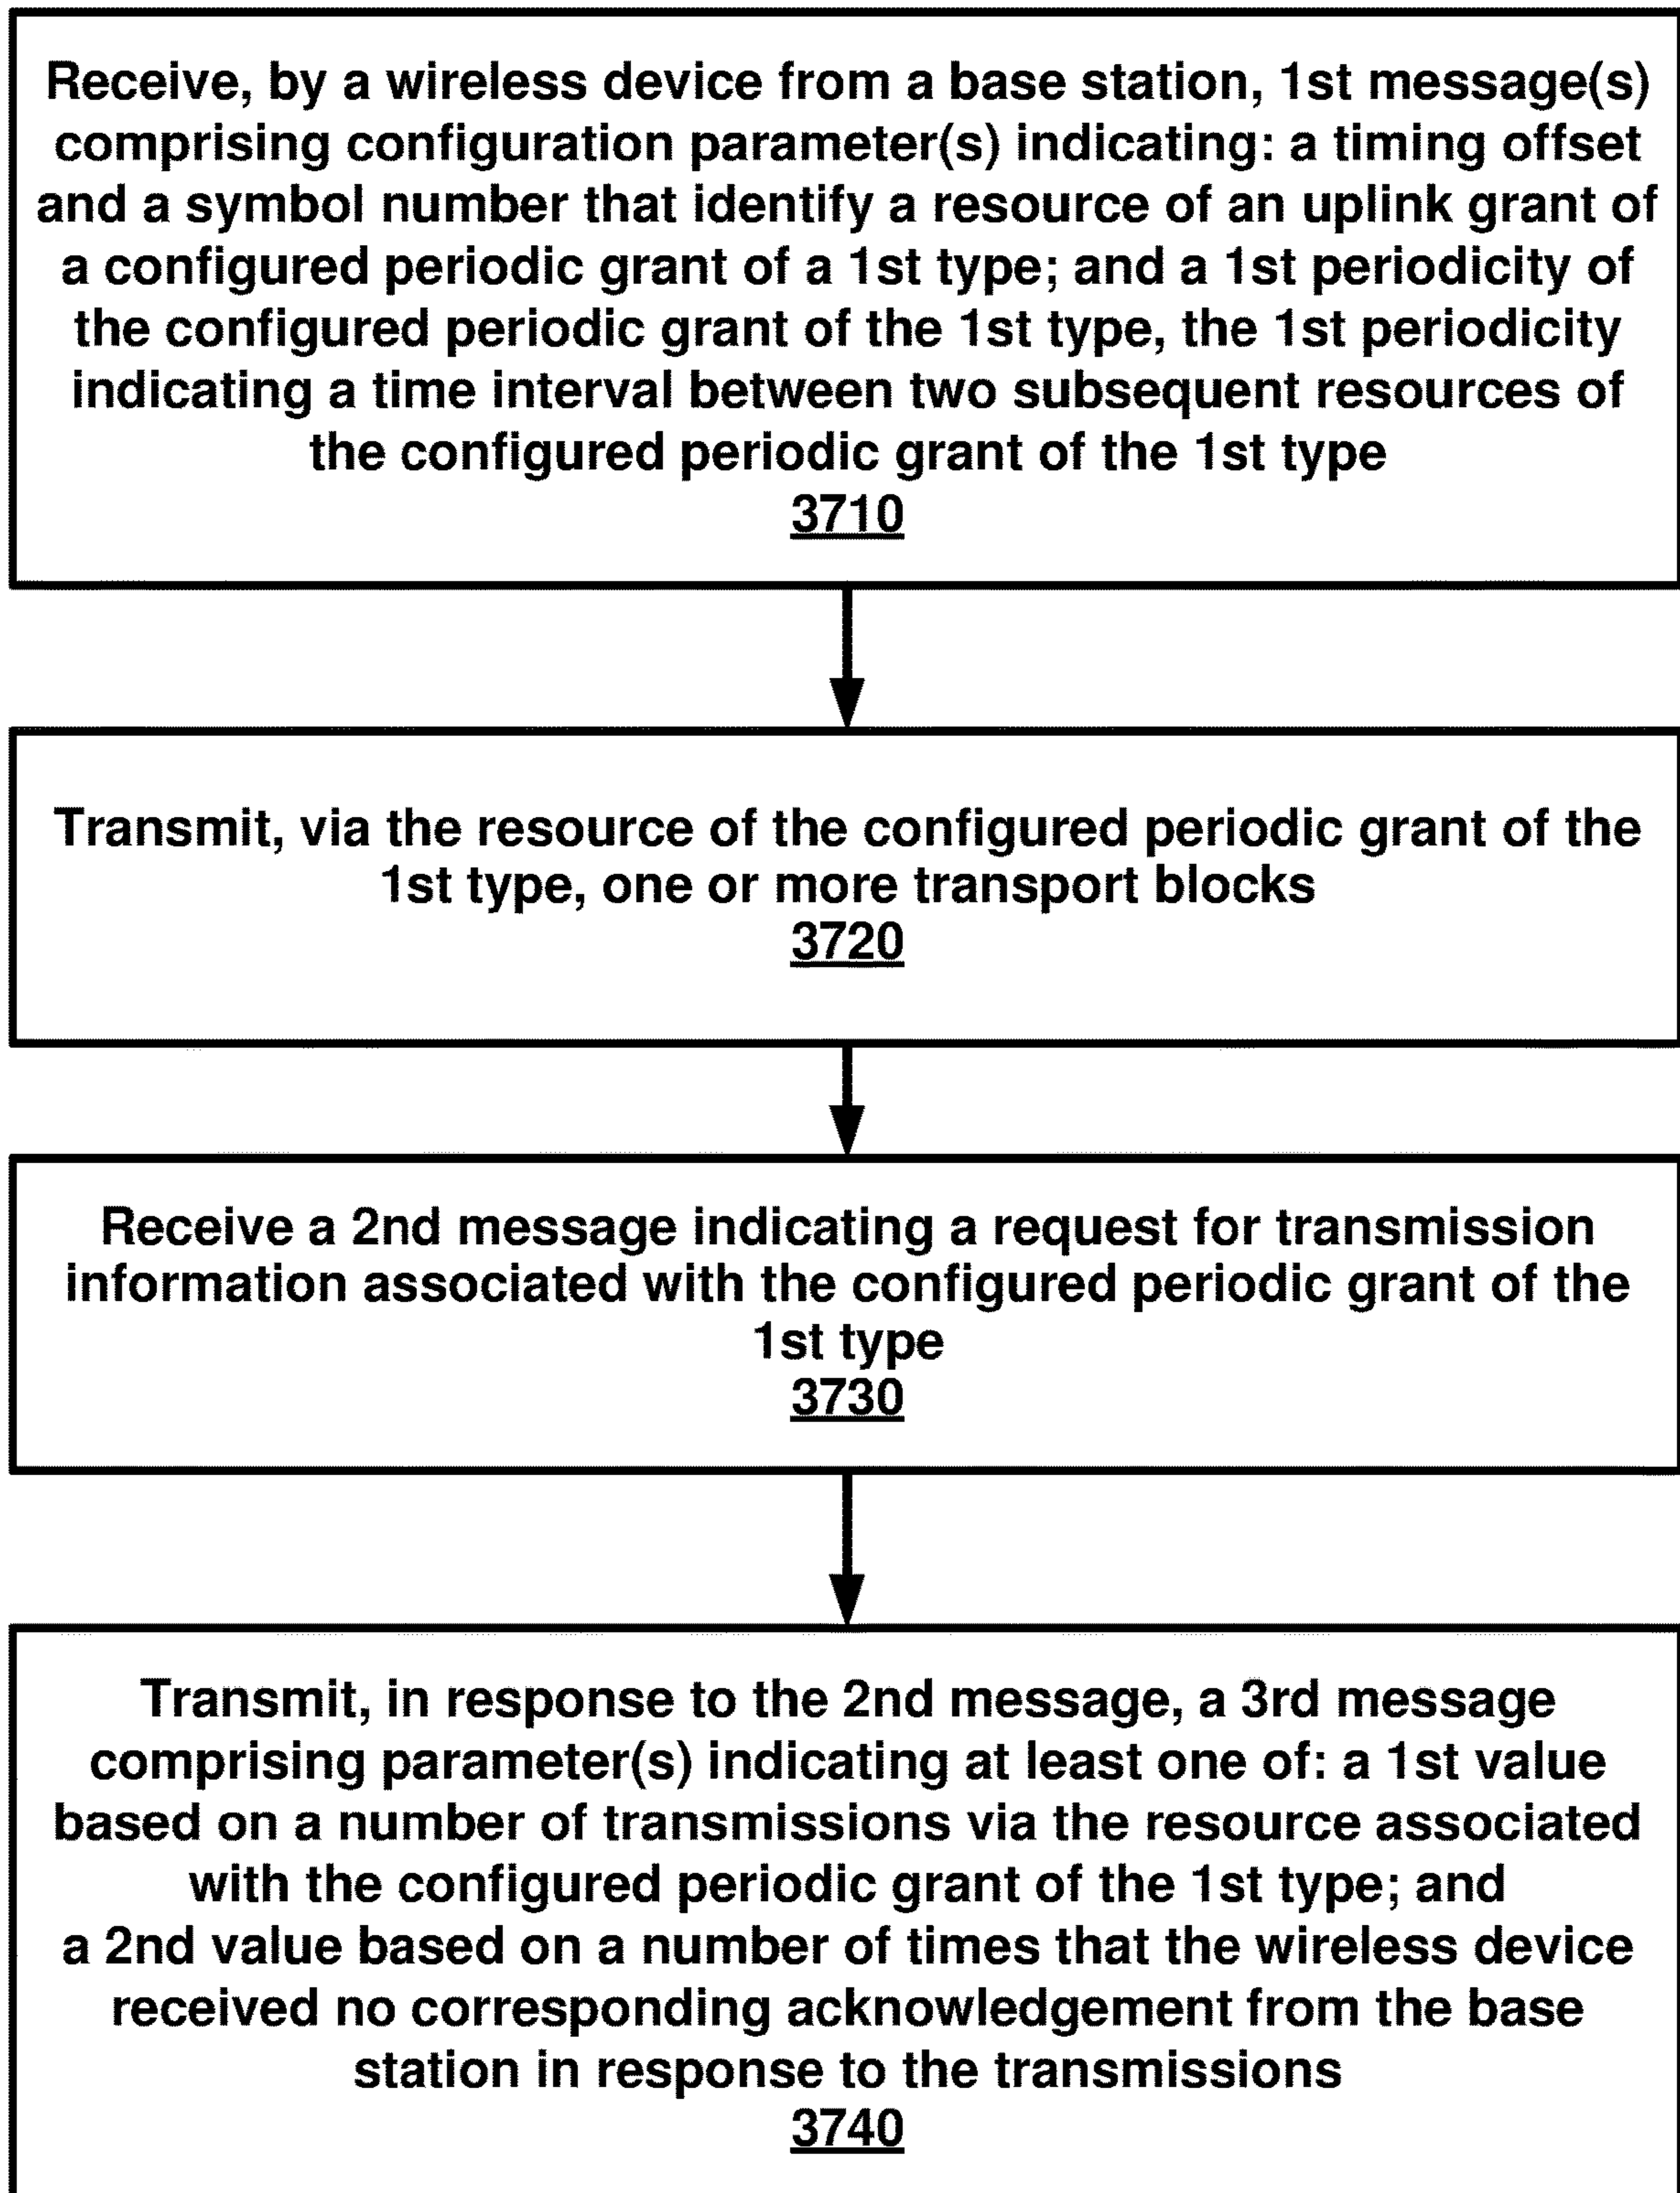 Receive, by a wireless device from a base station, 1st message(s)
comprising configuration parameter(s) indicating: a timing offset
and a symbol number that identify a resource of an uplink grant of
a configured periodic grant of a 1st type; and a 1st periodicity of
the configured periodic grant of the 1st type, the 1st periodicity
indicating a time interval between two subsequent resources of
the configured periodic grant of the 1st type
3710
Transmit, via the resource of the configured periodic grant of the
1st type, one or more transport blocks
3720
Receive a 2nd message indicating a request for transmission
information associated with the configured periodic grant of the
1st type
3730
Transmit, in response to the 2nd message, a 3rd message
comprising parameter(s) indicating at least one of: a 1st value
based on a number of transmissions via the resource associated
with the configured periodic grant of the 1st type; and
a 2nd value based on a number of times that the wireless device
received no corresponding acknowledgement from the base
station in response to the transmissions
3740